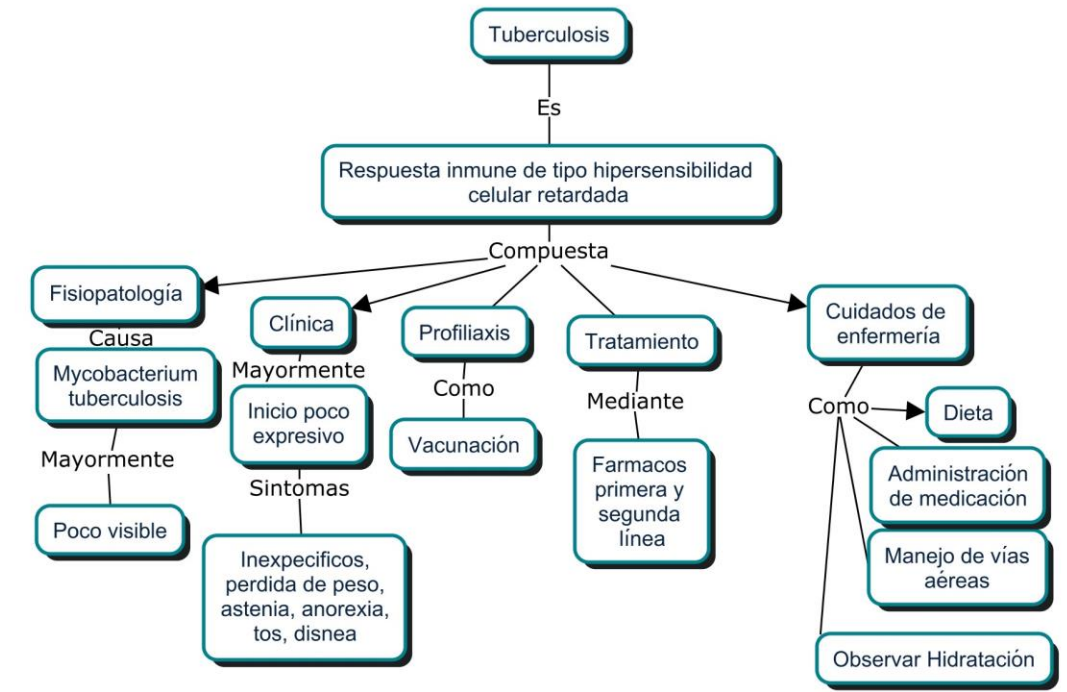 Tuberculosis
Es
Respuesta inmune de tipo hipersensibilidad
celular retardada
Compuesta
Fisiopatología
Causa
Mycobacterium
tuberculosis
Mayormente
Poco visible
Clínica
Mayormente
Inicio poco
expresivo
Sintomas
Inexpecificos,
perdida de peso,
astenia, anorexia,
tos, disnea
Profiliaxis
Como
Vacunación
Tratamiento
Mediante
Farmacos
primera y
segunda
línea
Cuidados de
enfermería
Como
Dieta
Administración
de medicación
Manejo de vías
aéreas
Observar Hidratación